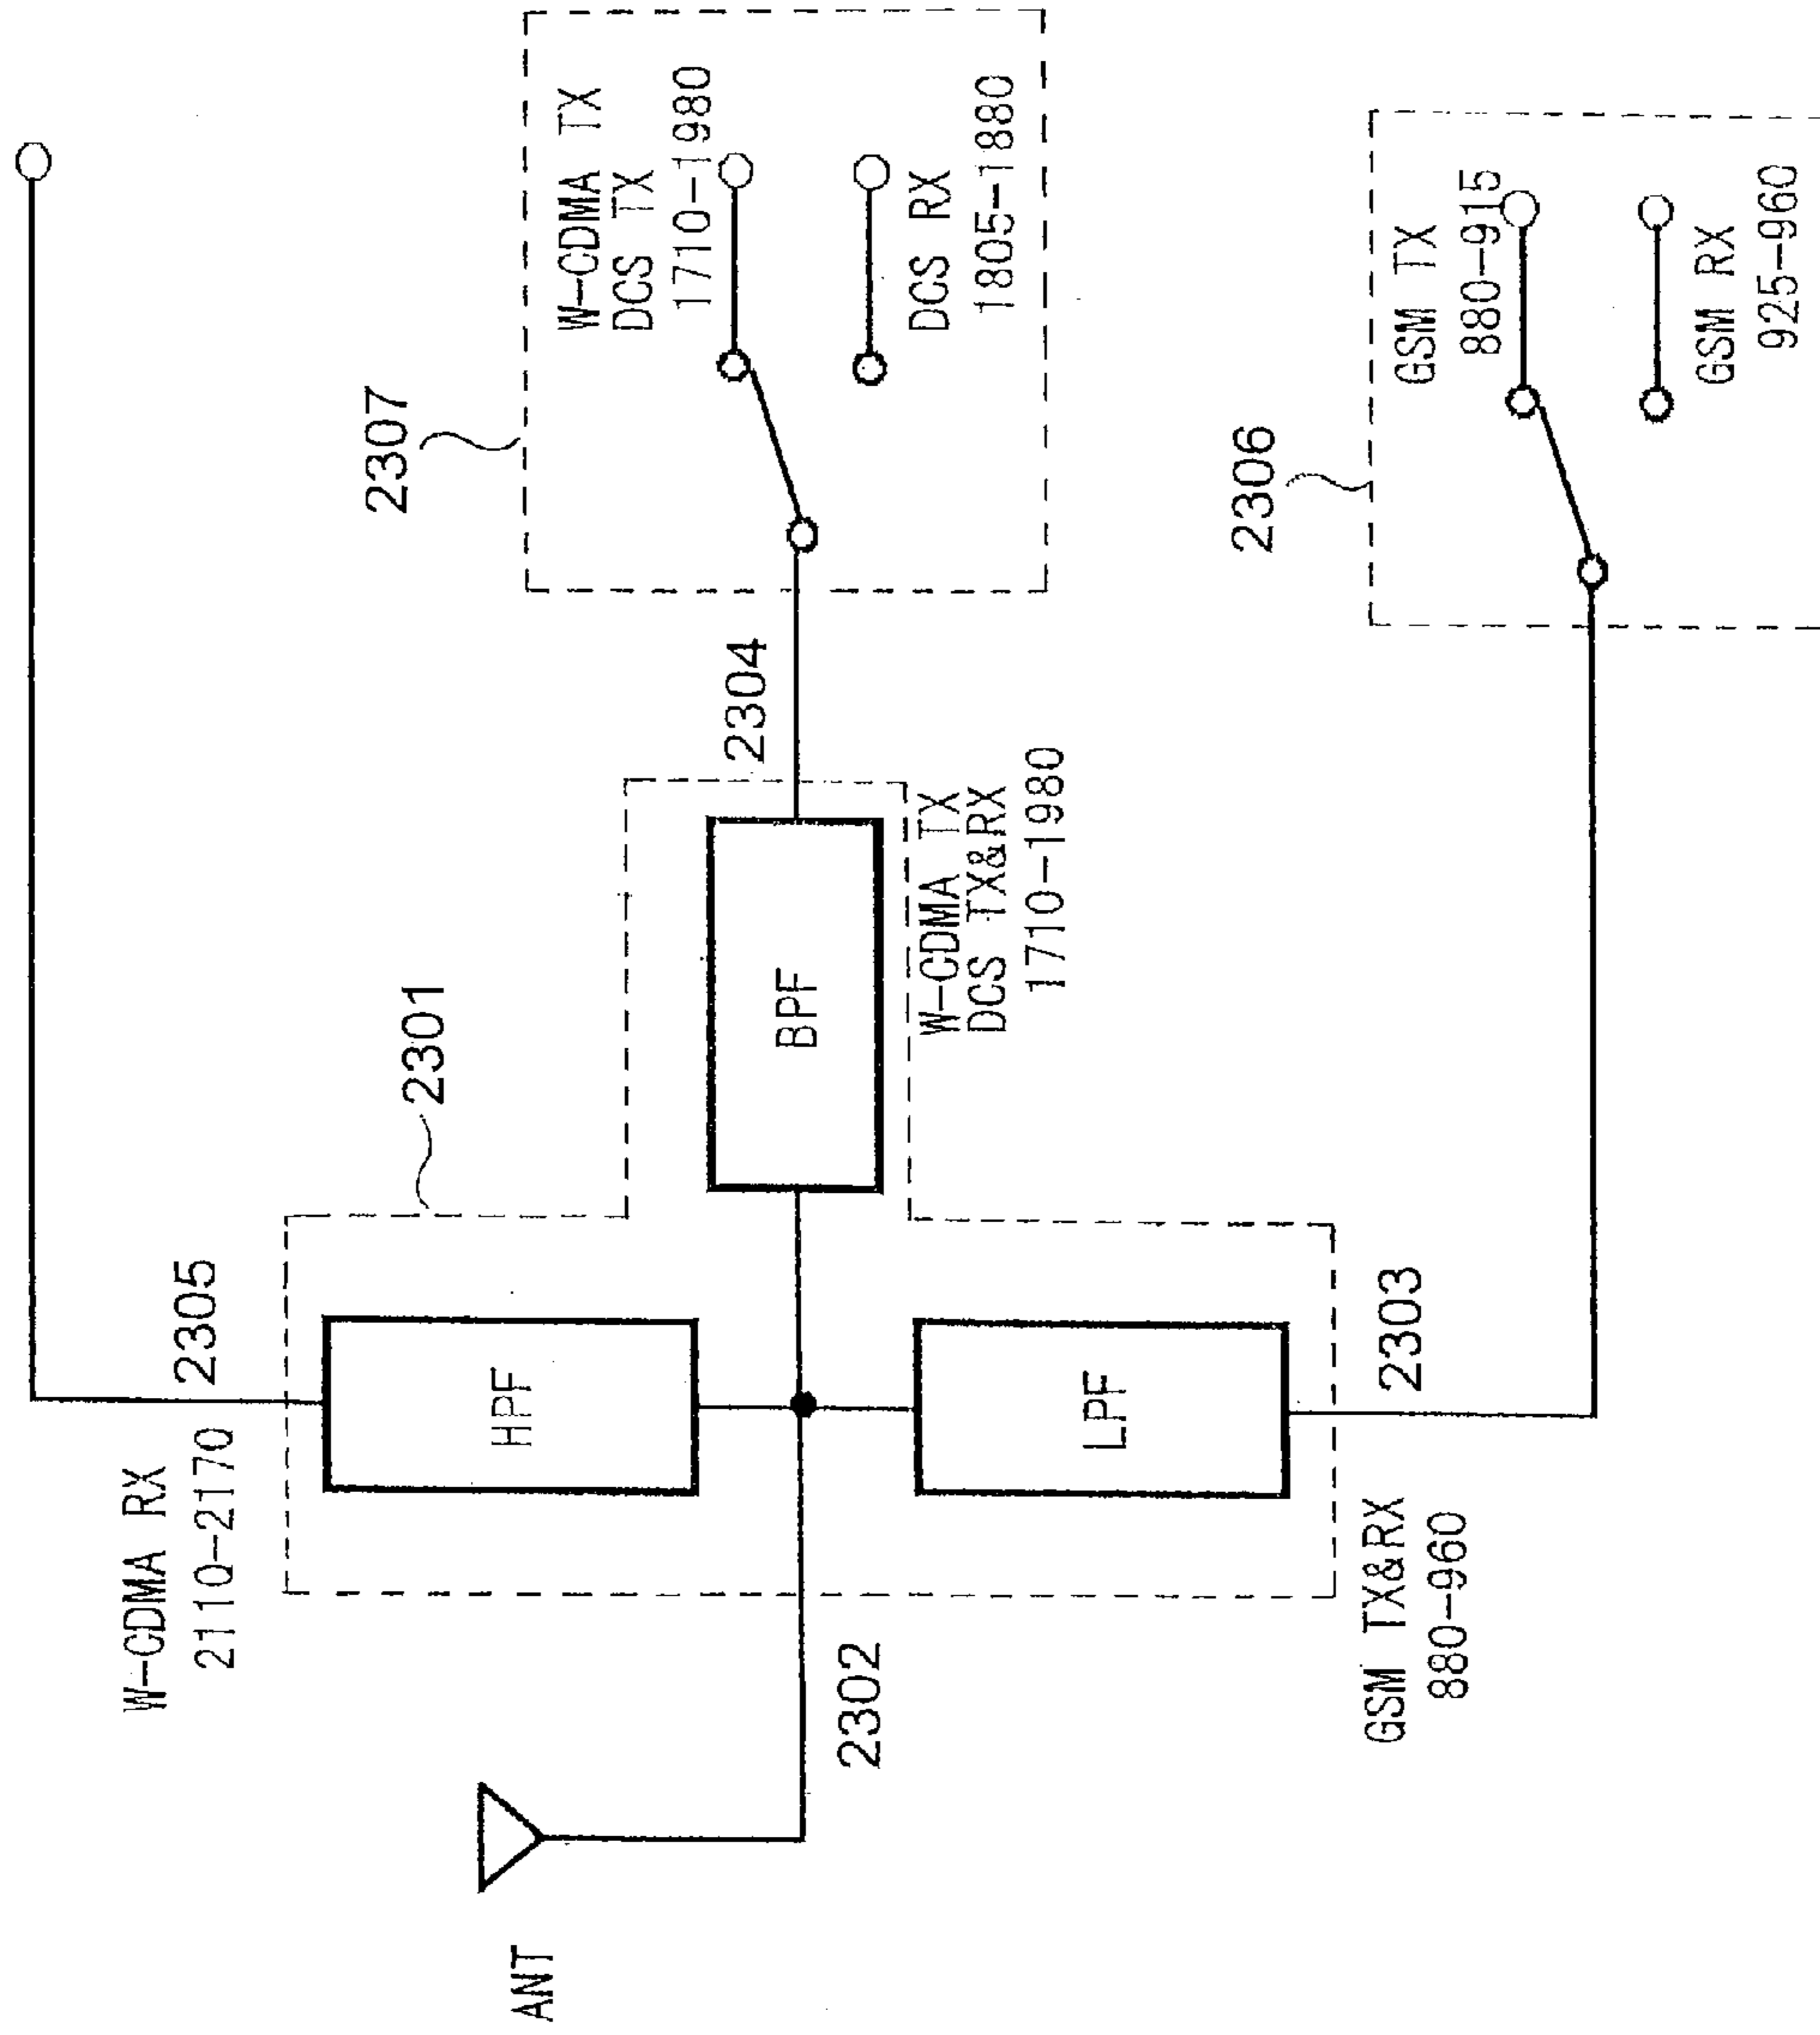 W-CDMA RX
2110-2170
2305
2301
HPF
BPF
LPF
ANT
2302
2304
W-CDMA TX
DCS TX&RX
1710-1980
2307
W-CDMA TX
DCS TX
1710-1980
DCS RX
1805-1880
GSM TX&RX
880-960
2303
2306
GSM TX
880-915
GSM RX
925-960